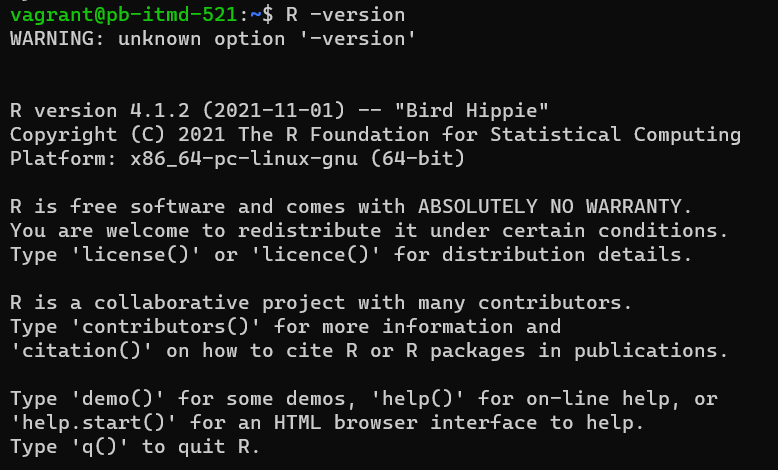 vagrant@pb-itmd-521:~$ R -version
WARNING: unknown option '-version'
R version 4.1.2 (2021-11-01) -- "Bird Hippie"
Copyright (C) 2021 The R Foundation for Statistical Computing
Platform: x86_64-pc-linux-gnu (64-bit)
R is free software and comes with ABSOLUTELY NO WARRANTY.
You are welcome to redistribute it under certain conditions.
Type 'license()' or 'licence()' for distribution details.
R is a collaborative project with many contributors.
Type 'contributors()' for more information and
'citation()' on how to cite R or R packages in publications.
Type 'demo()' for some demos, 'help()' for on-line help, or
'help.start()' for an HTML browser interface to help.
Type 'q()' to quit R.